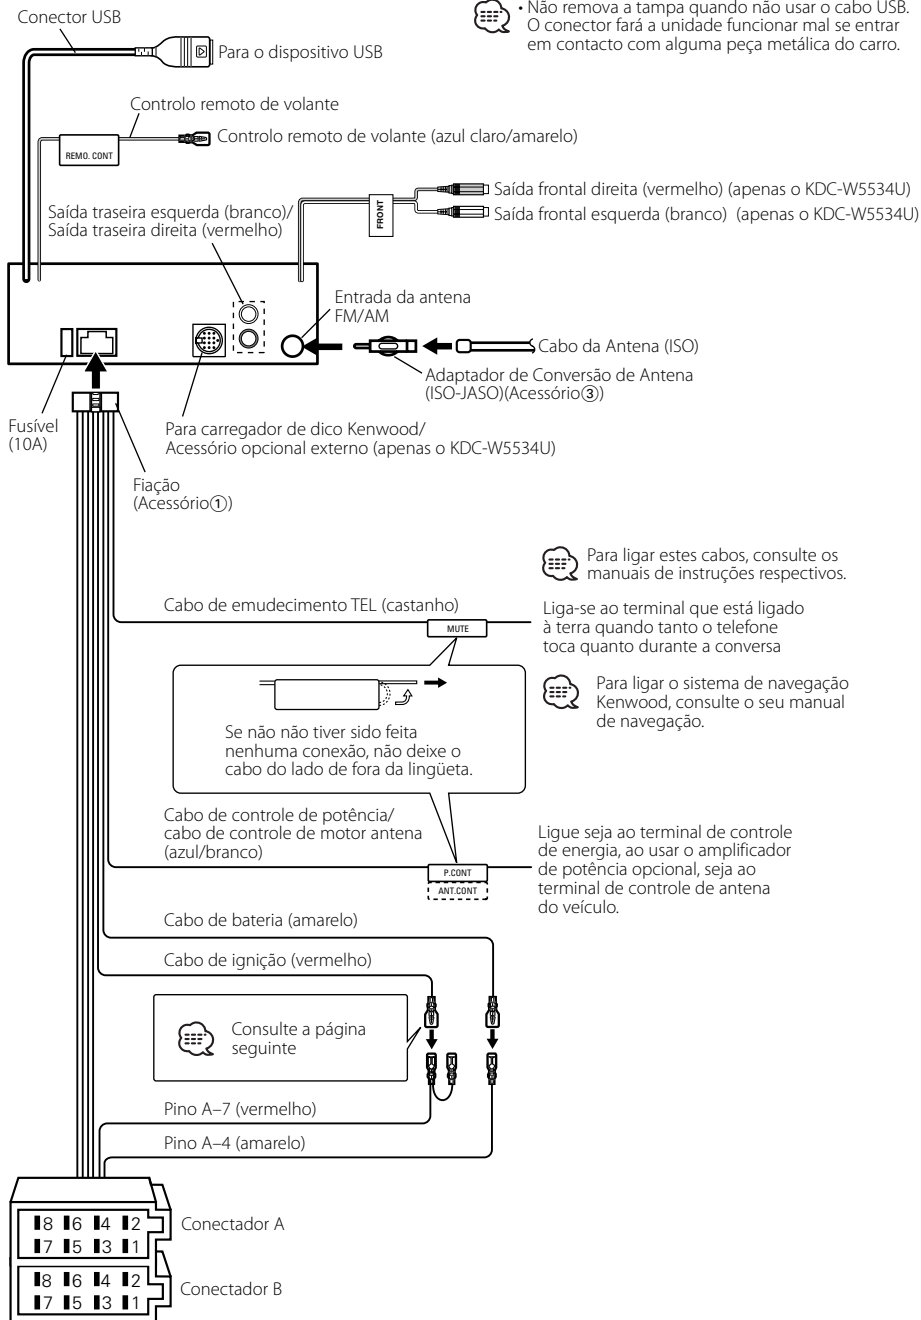 • Não remova a tampa quando não usar o cabo USB.
O conector fará a unidade funcionar mal se entrar
em contacto com alguma peça metálica do carro.
Conector USB
Para o dispositivo USB
Controlo remoto de volante
REMO. CONT
Controlo remoto de volante (azul claro/amarelo)
Saída frontal direita (vermelho) (apenas o KDC-W5534U)
Saída frontal esquerda (branco) (apenas o KDC-W5534U)
FRONT
Saída traseira esquerda (branco)/
Saída traseira direita (vermelho)
Entrada da antena
FM/AM
Cabo da Antena (ISO)
Adaptador de Conversão de Antena
(ISO-JASO)(Acessório③)
Fusível
(10A)
Para carregador de dico Kenwood/
Acessório opcional externo (apenas o KDC-W5534U)
Fiação
(Acessório①)
Para ligar estes cabos, consulte os
manuais de instruções respectivos.
Cabo de emudecimento TEL (castanho)
MUTE
Liga-se ao terminal que está ligado
à terra quando tanto o telefone
toca quanto durante a conversa
Para ligar o sistema de navegação
Kenwood, consulte o seu manual
de navegação.
Se não não tiver sido feita
nenhuma conexão, não deixe o
cabo do lado de fora da lingüeta.
Cabo de controle de potência/
cabo de controle de motor antena
(azul/branco)
P.CONT
ANT.CONT
Ligue seja ao terminal de controle
de energia, ao usar o amplificador
de potência opcional, seja ao
terminal de controle de antena
do veículo.
Cabo de bateria (amarelo)
Cabo de ignição (vermelho)
Consulte a página
seguinte
Pino A–7 (vermelho)
Pino A–4 (amarelo)
8 6 4 2
7 5 3 1
Conectador A
8 6 4 2
7 5 3 1
Conectador B